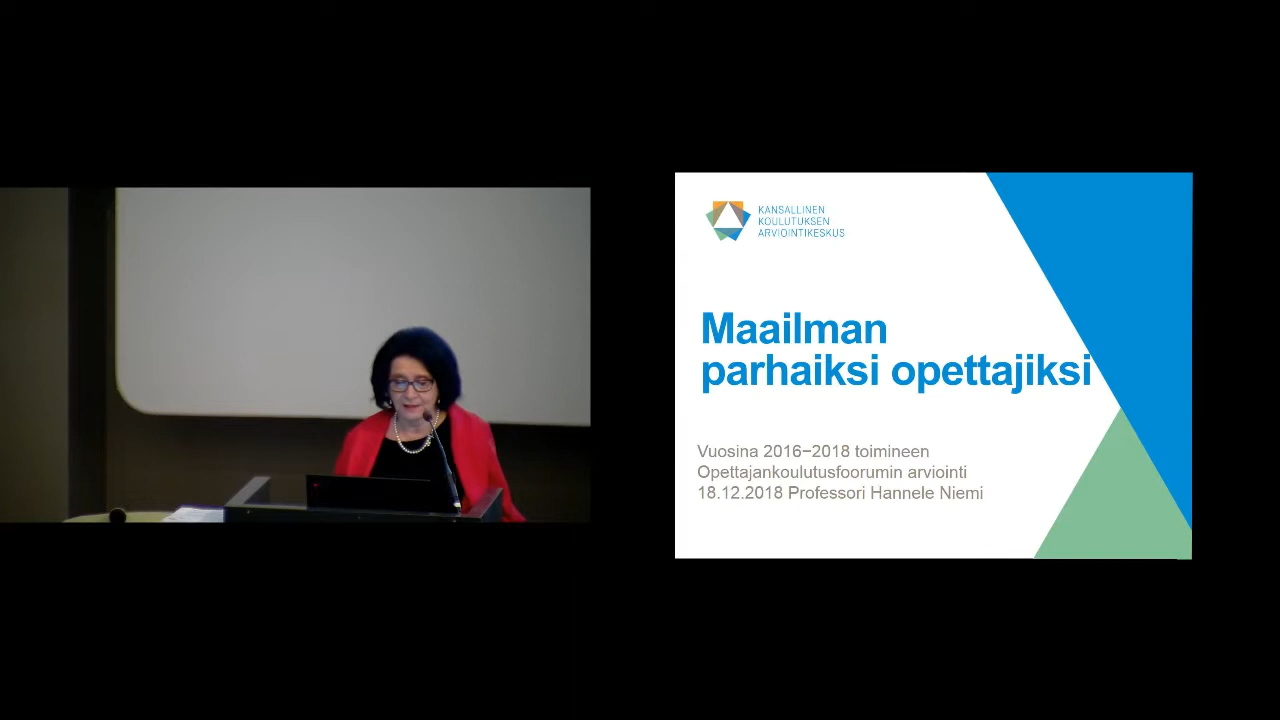 KANSALLINEN
KOULUTUKSEN
ARVIOINTIKESKUS
Maailman
parhaiksi opettajiksi
Vuosina 2016−2018 toimineen
Opettajankoulutusfoorumin arviointi
18.12.2018 Professori Hannele Niemi